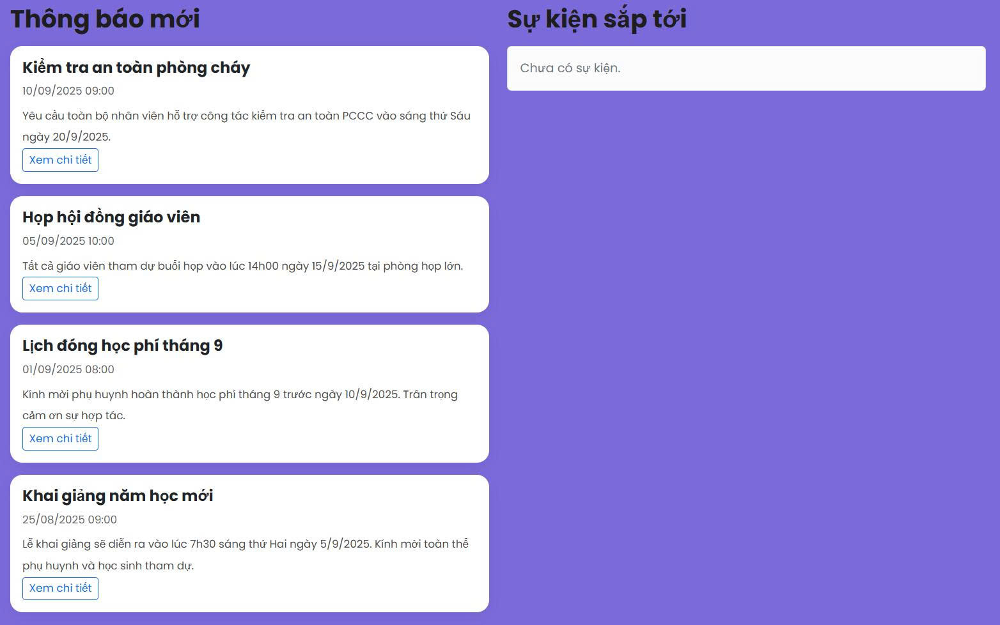 Thông báo mới
Kiểm tra an toàn phòng cháy
10/09/2025 09:00
Yêu cầu toàn bộ nhân viên hỗ trợ công tác kiểm tra an toàn PCCC vào sáng thứ Sáu
ngày 20/9/2025.
Xem chi tiết
Họp hội đồng giáo viên
05/09/2025 10:00
Tất cả giáo viên tham dự buổi họp vào lúc 14h00 ngày 15/9/2025 tại phòng họp lớn.
Xem chi tiết
Lịch đóng học phí tháng 9
01/09/2025 08:00
Kính mời phụ huynh hoàn thành học phí tháng 9 trước ngày 10/9/2025. Trân trọng
cảm ơn sự hợp tác.
Xem chi tiết
Khai giảng năm học mới
25/08/2025 09:00
Lễ khai giảng sẽ diễn ra vào lúc 7h30 sáng thứ Hai ngày 5/9/2025. Kính mời toàn thể
phụ huynh và học sinh tham dự.
Xem chi tiết
Sự kiện sắp tới
Chưa có sự kiện.